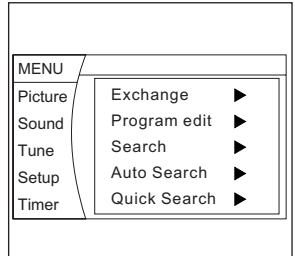 MENU
Picture
Sound
Tune
Setup
Timer
Exchange ▶
Program edit ▶
Search ▶
Auto Search ▶
Quick Search ▶